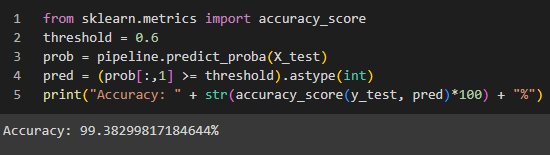 1 from sklearn.metrics import accuracy_score
2 threshold = 0.6
3 prob = pipeline.predict_proba(X_test)
4 pred = (prob[:,1] >= threshold).astype(int)
5 print("Accuracy: " + str(accuracy_score(y_test, pred)*100) + "%")
Accuracy: 99.38299817184644%